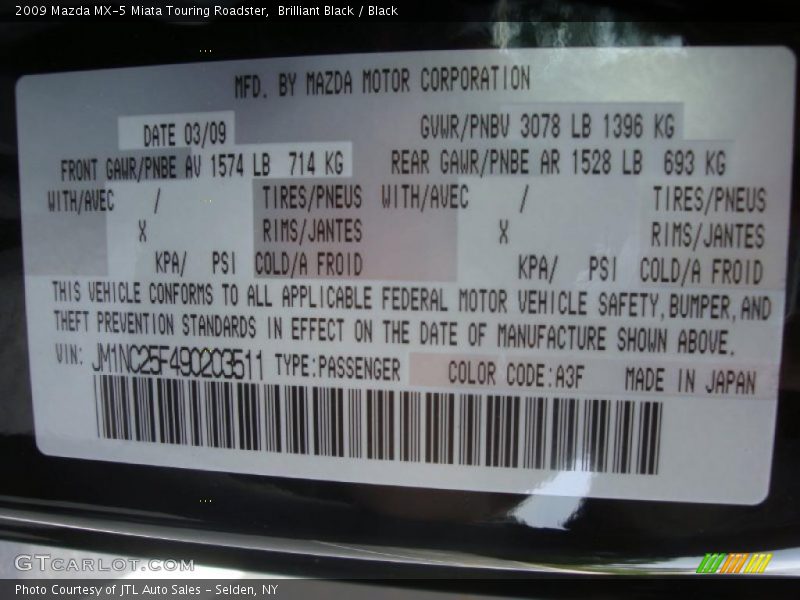 2009 Mazda MX-5 Miata Touring Roadster,  Brilliant Black / Black
MFD. BY MAZDA MOTOR CORPORATION
DATE 03/09 GVWR/PNBV 3078 LB 1396 KG
FRONT GAWR/PNBE AV 1574 LB 714 KG REAR GAWR/PNBE AR 1528 LB 693 KG
WITH/AVEC / TIRES/PNEUS WITH/AVEC / TIRES/PNEUS
X RIMS/JANTES X RIMS/JANTES
KPA/ PSI COLD/A FROID KPA/ PSI COLD/A FROID
THIS VEHICLE CONFORMS TO ALL APPLICABLE FEDERAL MOTOR VEHICLE SAFETY, BUMPER, AND
THEFT PREVENTION STANDARDS IN EFFECT ON THE DATE OF MANUFACTURE SHOWN ABOVE.
VIN: JM1NC25F490203511 TYPE:PASSENGER COLOR CODE:A3F MADE IN JAPAN
GTCARLOT.COM
Photo Courtesy of JTL Auto Sales - Selden, NY